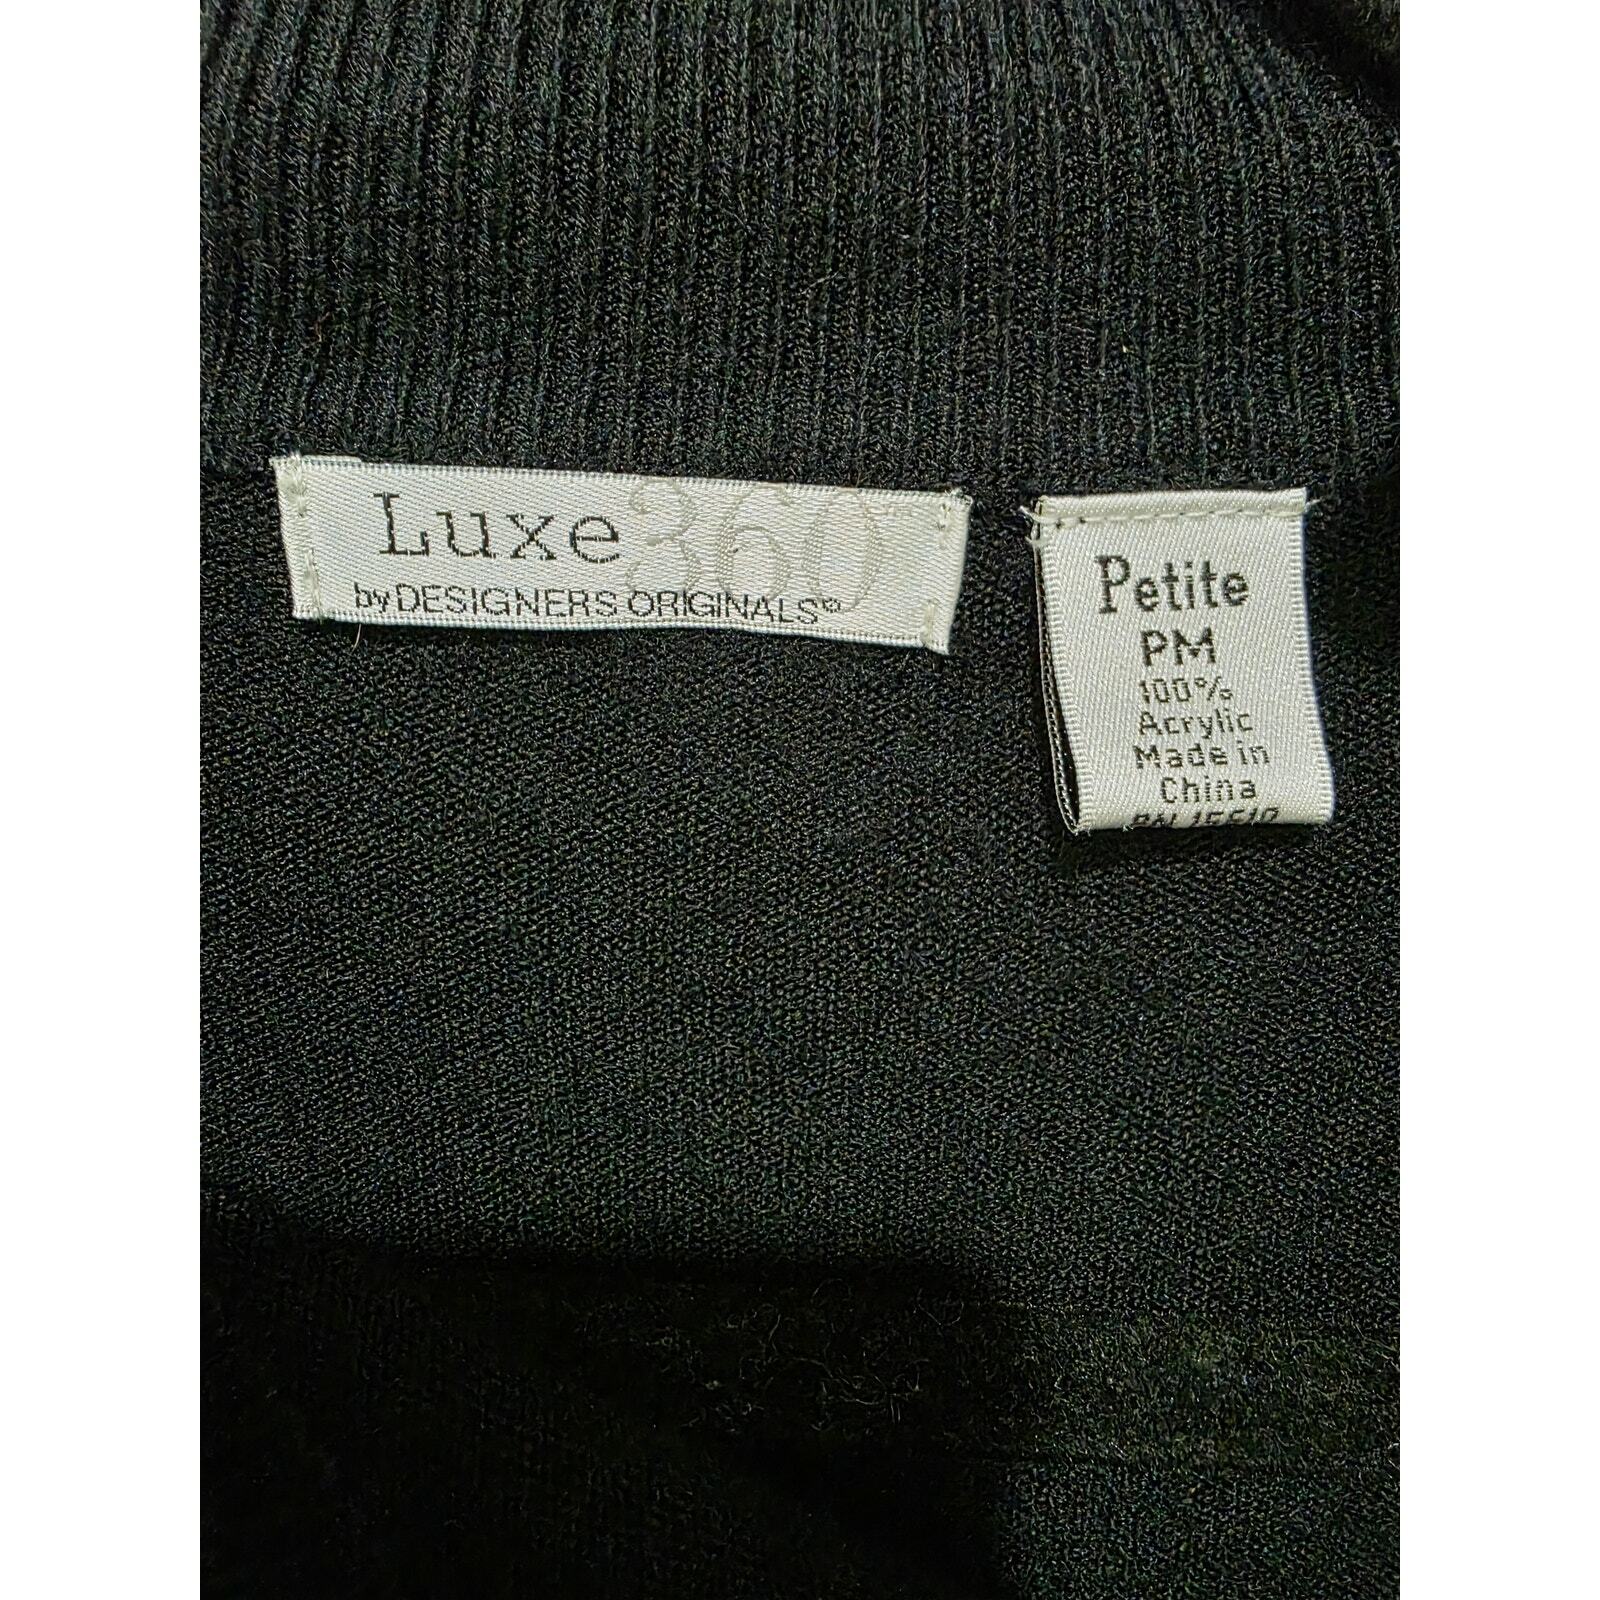 Luxe 360
by DESIGNERS ORIGINALS®
Petite
PM
100%
Acrylic
Made in
China